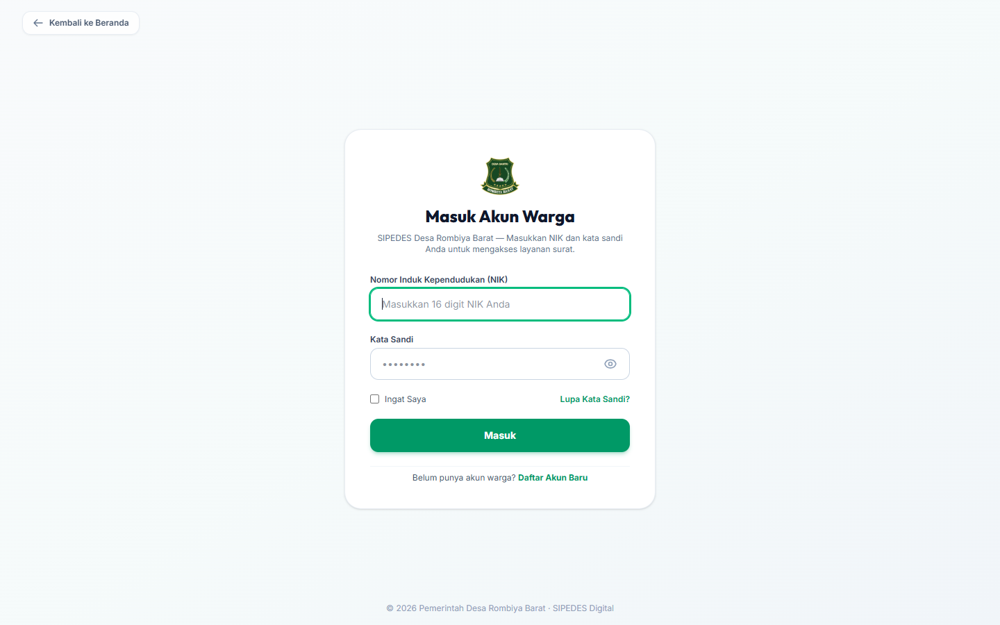 Kembali ke Beranda
ROMBIYA BARAT
Masuk Akun Warga
SIPEDES Desa Rombiya Barat — Masukkan NIK dan kata sandi
Anda untuk mengakses layanan surat.
Nomor Induk Kependudukan (NIK)
Masukkan 16 digit NIK Anda
Kata Sandi
••••••••
Ingat Saya
Lupa Kata Sandi?
Masuk
Belum punya akun warga? Daftar Akun Baru
© 2026 Pemerintah Desa Rombiya Barat · SIPEDES Digital